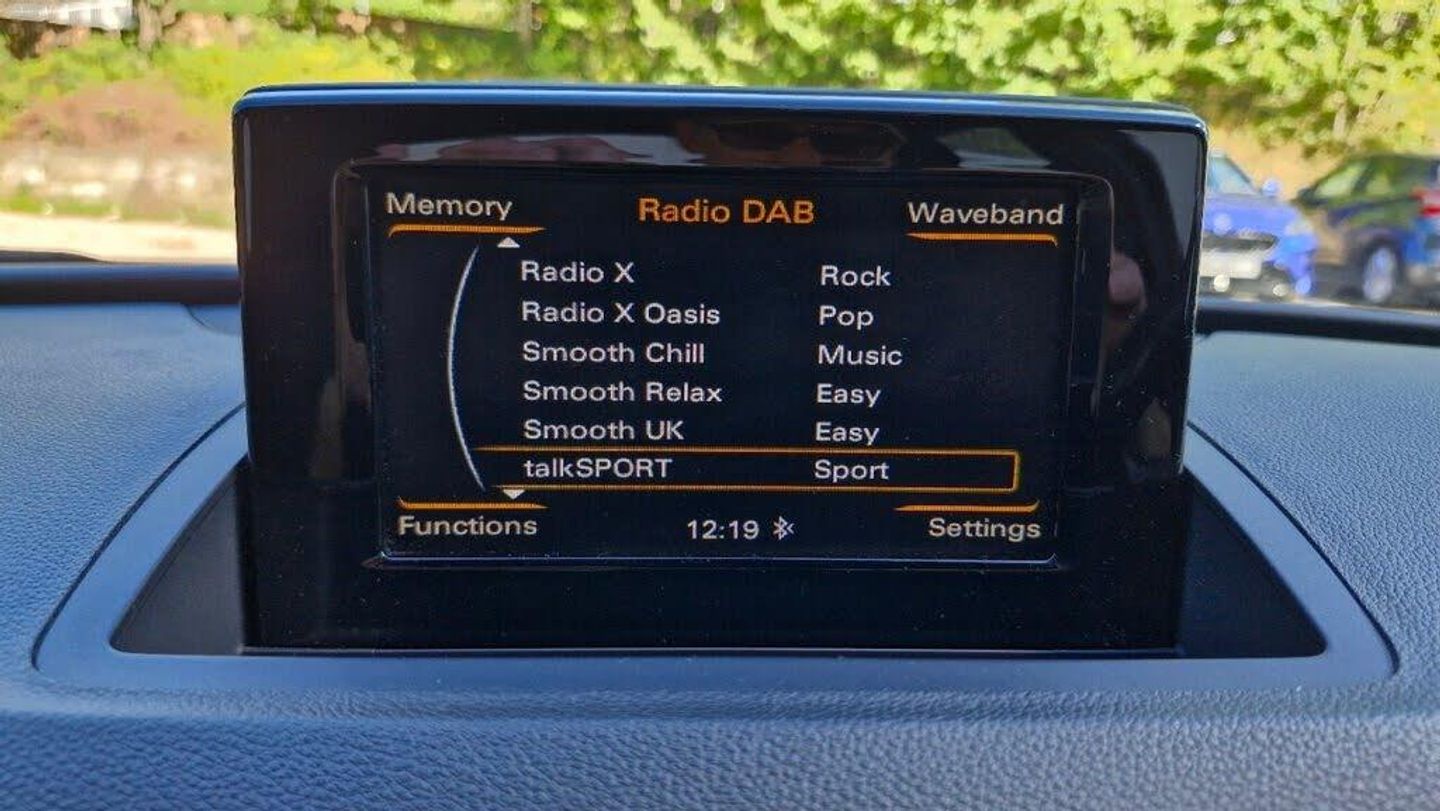 Memory Radio DAB Waveband
Radio X Rock
Radio X Oasis Pop
Smooth Chill Music
Smooth Relax Easy
Smooth UK Easy
talkSPORT Sport
Functions 12:19 Settings